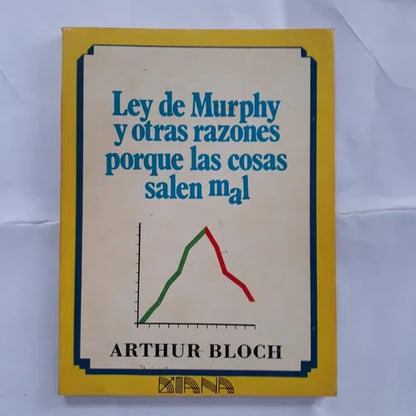 Ley de Murphy
y otras razones
porque las cosas
salen mal
ARTHUR BLOCH
DIANA